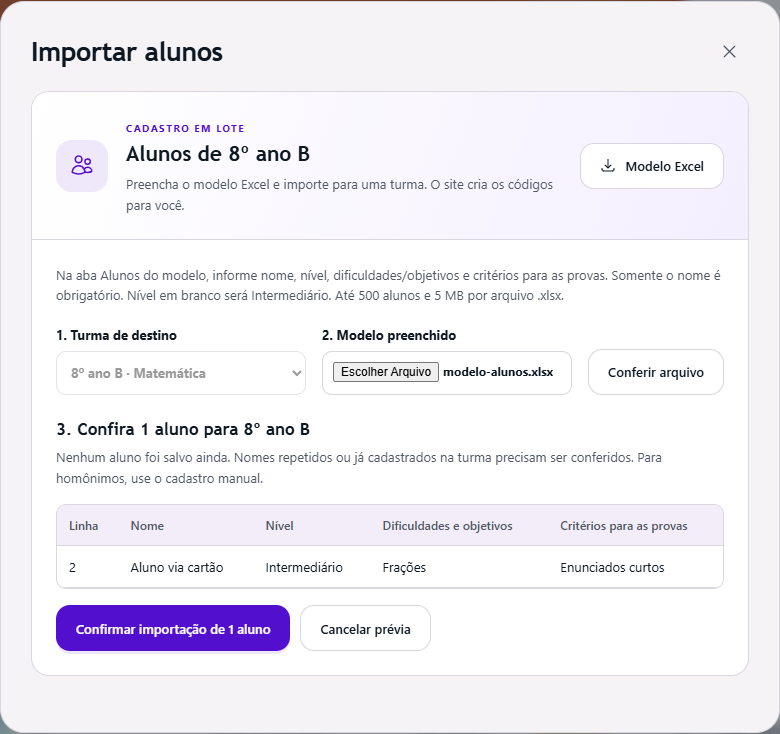 Importar alunos
CADASTRO EM LOTE
Alunos de 8º ano B
Preencha o modelo Excel e importe para uma turma. O site cria os códigos
para você.
Modelo Excel
Na aba Alunos do modelo, informe nome, nível, dificuldades/objetivos e critérios para as provas. Somente o nome é
obrigatório. Nível em branco será Intermediário. Até 500 alunos e 5 MB por arquivo .xlsx.
1. Turma de destino
2. Modelo preenchido
8º ano B · Matemática
Escolher Arquivo modelo-alunos.xlsx
Conferir arquivo
3. Confira 1 aluno para 8º ano B
Nenhum aluno foi salvo ainda. Nomes repetidos ou já cadastrados na turma precisam ser conferidos. Para
homônimos, use o cadastro manual.
Linha Nome Nível Dificuldades e objetivos Critérios para as provas
2 Aluno via cartão Intermediário Frações Enunciados curtos
Confirmar importação de 1 aluno
Cancelar prévia